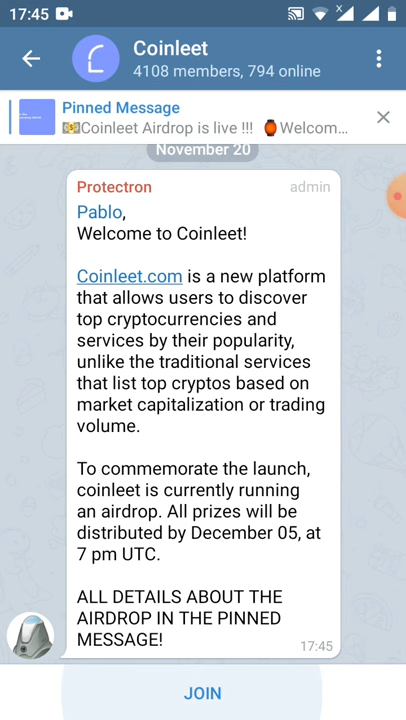 17:45
Coinleet
4108 members, 794 online
Pinned Message
💵Coinleet Airdrop is live !!! ⌚Welcom...
November 20
Protectron admin
Pablo,
Welcome to Coinleet!
Coinleet.com is a new platform
that allows users to discover
top cryptocurrencies and
services by their popularity,
unlike the traditional services
that list top cryptos based on
market capitalization or trading
volume.
To commemorate the launch,
coinleet is currently running
an airdrop. All prizes will be
distributed by December 05, at
7 pm UTC.
ALL DETAILS ABOUT THE
AIRDROP IN THE PINNED
MESSAGE!
17:45
JOIN